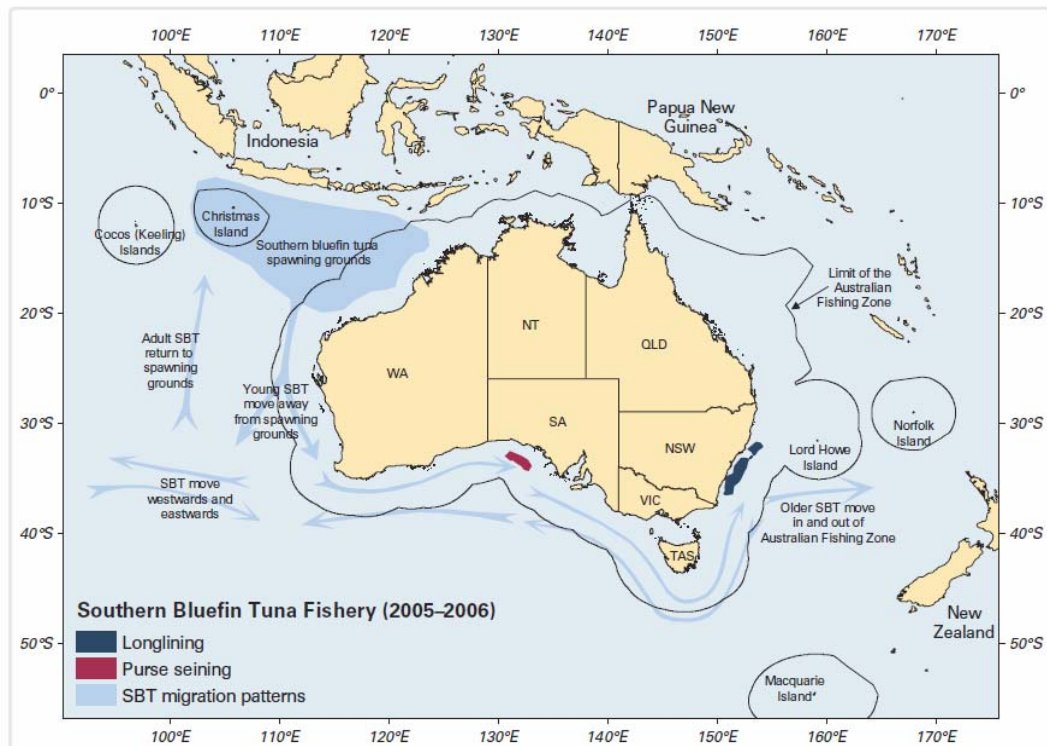 100°E 110°E 120°E 130°E 140°E 150°E 160°E 170°E
0° 0°
Papua New
Guinea
Indonesia
10°S 10°S
Christmas
Island
Cocos (Keeling)
Islands
Southern bluefin tuna
spawning grounds
Limit of the
Australian
Fishing Zone
20°S 20°S
NT
QLD
Adult SBT
return to
spawning
grounds
WA
Young SBT
move away
from spawning
grounds
30°S 30°S
SA
NSW
Norfolk
Island
Lord Howe
Island
SBT move
westwards and
eastwards
VIC
Older SBT move
in and out of
Australian Fishing Zone
40°S 40°S
TAS
Southern Bluefin Tuna Fishery (2005–2006)
Longlining
Purse seining
SBT migration patterns
New
Zealand
50°S 50°S
Macquarie
Island
100°E 110°E 120°E 130°E 140°E 150°E 160°E 170°E